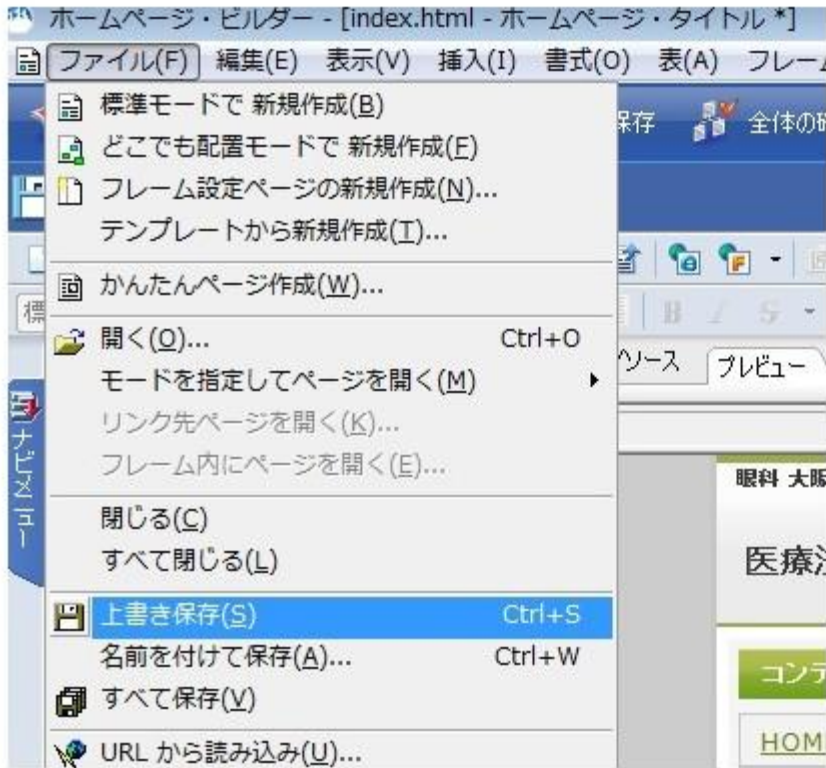 ホームページ・ビルダー - [index.html - ホームページ・タイトル *]
ファイル(F) 編集(E) 表示(V) 挿入(I) 書式(O) 表(A) フレーム
標準モードで 新規作成(B)
保存 全体の
どこでも配置モードで 新規作成(F)
フレーム設定ページの新規作成(N)...
テンプレートから新規作成(T)...
かんたんページ作成(W)...
標
B I S
開く(O)... Ctrl+O
ソース プレビュー
モードを指定してページを開く(M)
リンク先ページを開く(K)...
フレーム内にページを開く(E)...
ナビメニュー
眼科 大阪
閉じる(C)
すべて閉じる(L)
医療法
上書き保存(S) Ctrl+S
名前を付けて保存(A)... Ctrl+W
コンテ
すべて保存(V)
HOM
URL から読み込み(U)...